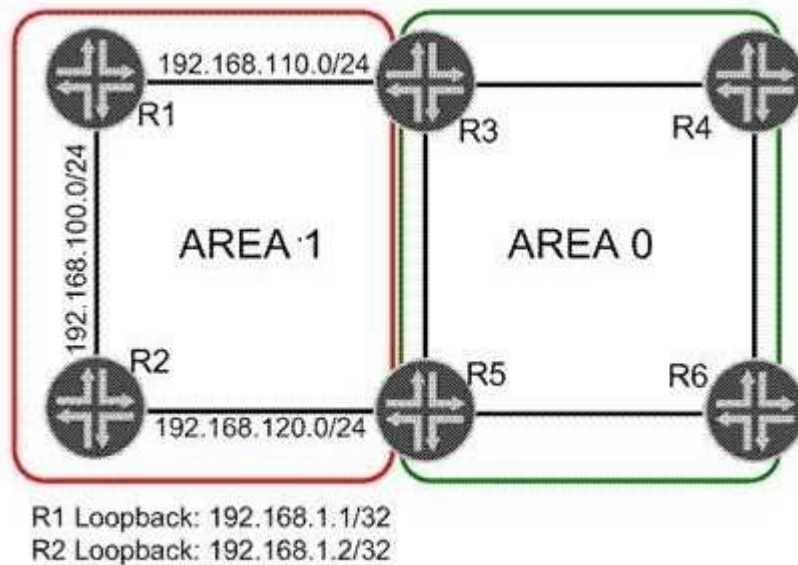 192.168.110.0/24
R1
R3
R4
192.168.100.0/24
AREA 1
AREA 0
R2
R5
R6
192.168.120.0/24
R1 Loopback: 192.168.1.1/32
R2 Loopback: 192.168.1.2/32